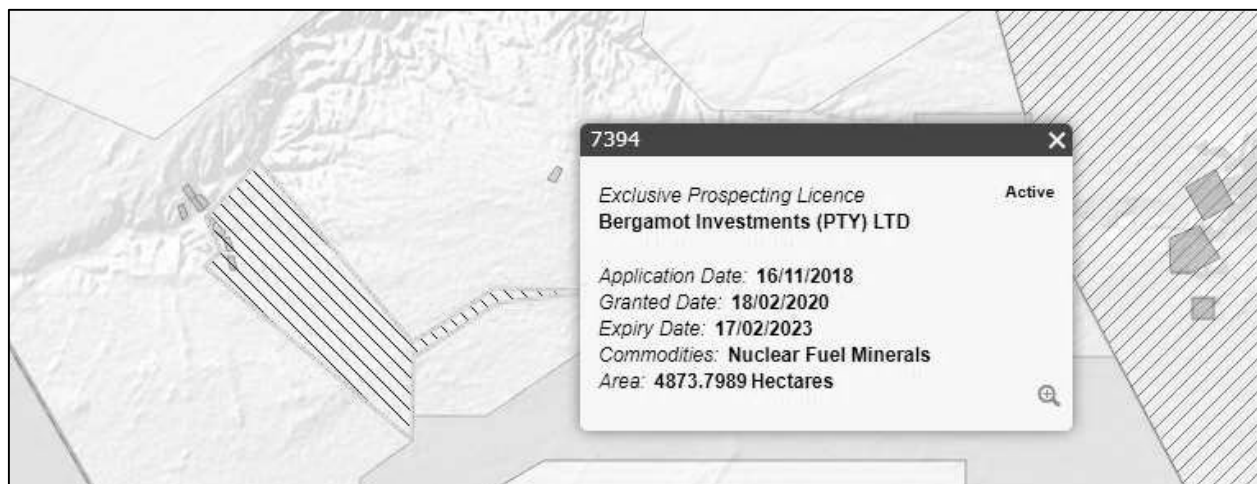 7394
Exclusive Prospecting Licence Active
Bergamot Investments (PTY) LTD
Application Date: 16/11/2018
Granted Date: 18/02/2020
Expiry Date: 17/02/2023
Commodities: Nuclear Fuel Minerals
Area: 4873.7989 Hectares